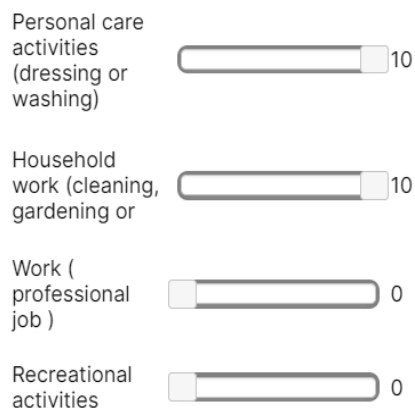 Personal care
activities
(dressing or
washing)
10
Household
work (cleaning,
gardening or
10
Work (
professional
job )
0
Recreational
activities
0